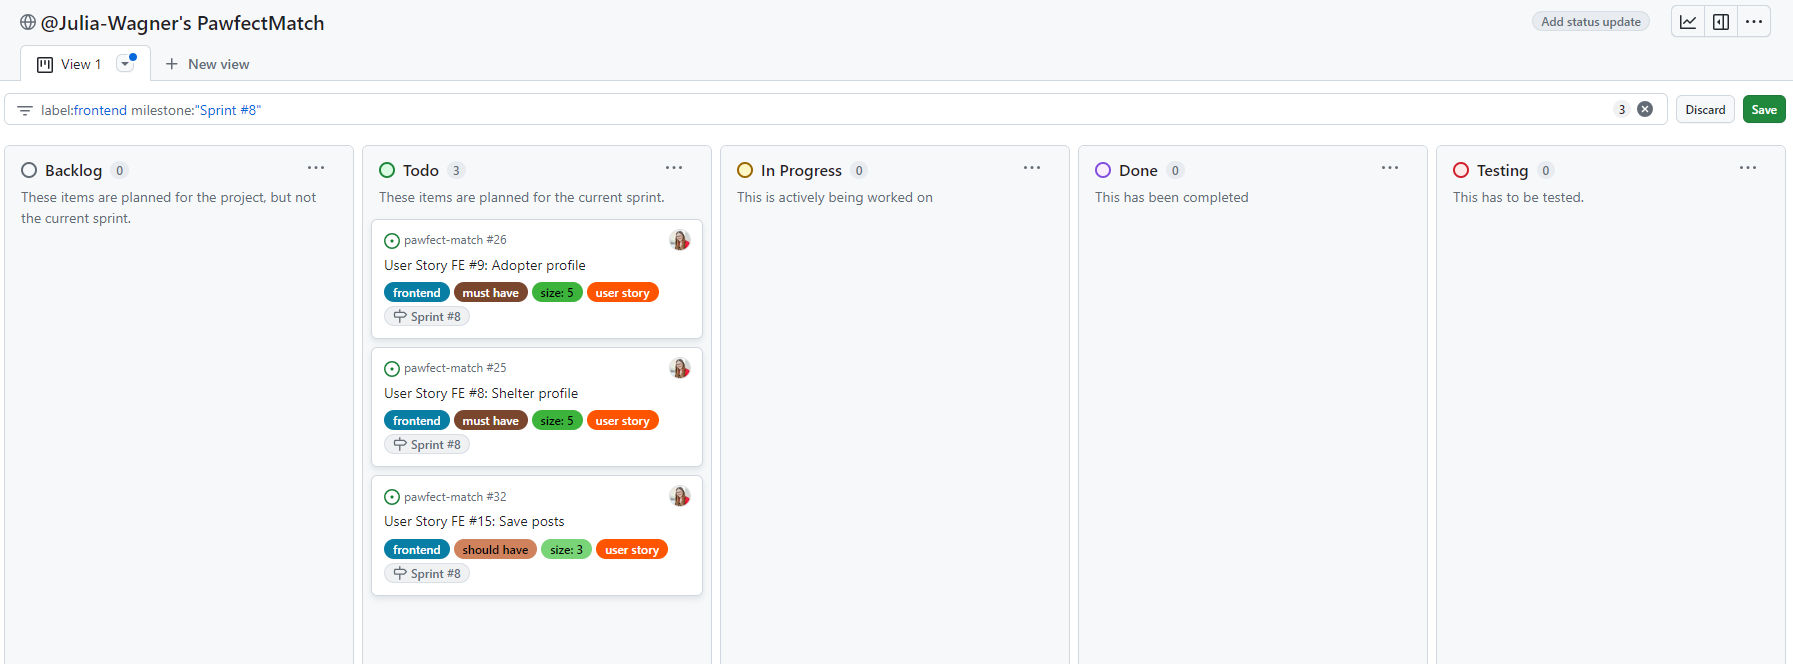 @Julia-Wagner's PawfectMatch
Add status update
View 1
New view
label:frontend milestone:"Sprint #8"
3
Discard
Save
Backlog 0
These items are planned for the project, but not
the current sprint.
Todo 3
These items are planned for the current sprint.
pawfect-match #26
User Story FE #9: Adopter profile
frontend must have size: 5 user story
Sprint #8
pawfect-match #25
User Story FE #8: Shelter profile
frontend must have size: 5 user story
Sprint #8
pawfect-match #32
User Story FE #15: Save posts
frontend should have size: 3 user story
Sprint #8
In Progress 0
This is actively being worked on
Done 0
This has been completed
Testing 0
This has to be tested.